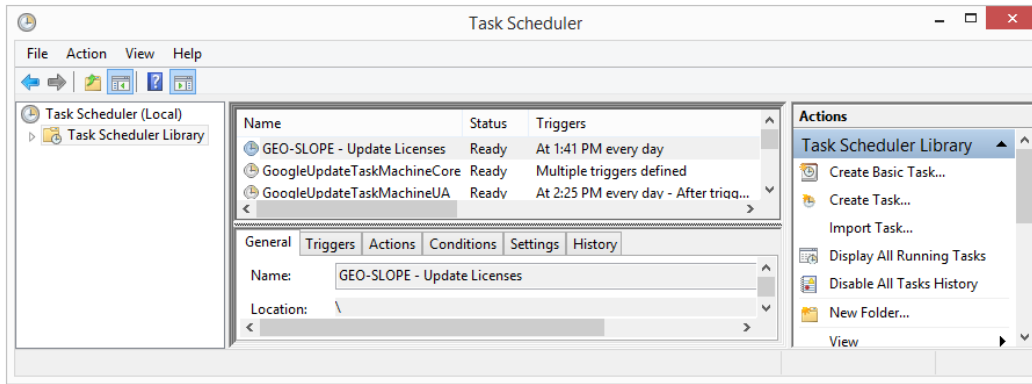 Task Scheduler
File Action View Help
Task Scheduler (Local)
Task Scheduler Library
Name Status Triggers
GEO-SLOPE - Update Licenses Ready At 1:41 PM every day
GoogleUpdateTaskMachineCore Ready Multiple triggers defined
GoogleUpdateTaskMachineUA Ready At 2:25 PM every day - After trigg...
General Triggers Actions Conditions Settings History
Name: GEO-SLOPE - Update Licenses
Location: \
Actions
Task Scheduler Library
Create Basic Task...
Create Task...
Import Task...
Display All Running Tasks
Disable All Tasks History
New Folder...
View